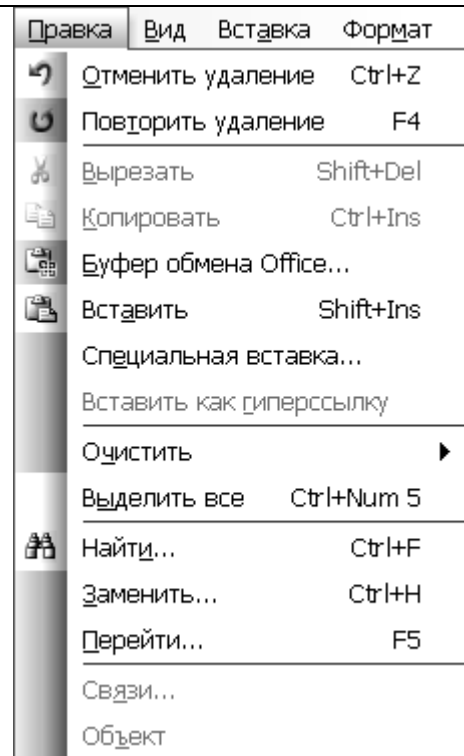 Правка Вид Вставка Формат
Отменить удаление Ctrl+Z
Повторить удаление F4
Вырезать Shift+Del
Копировать Ctrl+Ins
Буфер обмена Office...
Вставить Shift+Ins
Специальная вставка...
Вставить как гиперссылку
Очистить
Выделить все Ctrl+Num 5
Найти... Ctrl+F
Заменить... Ctrl+H
Перейти... F5
Связи...
Объект